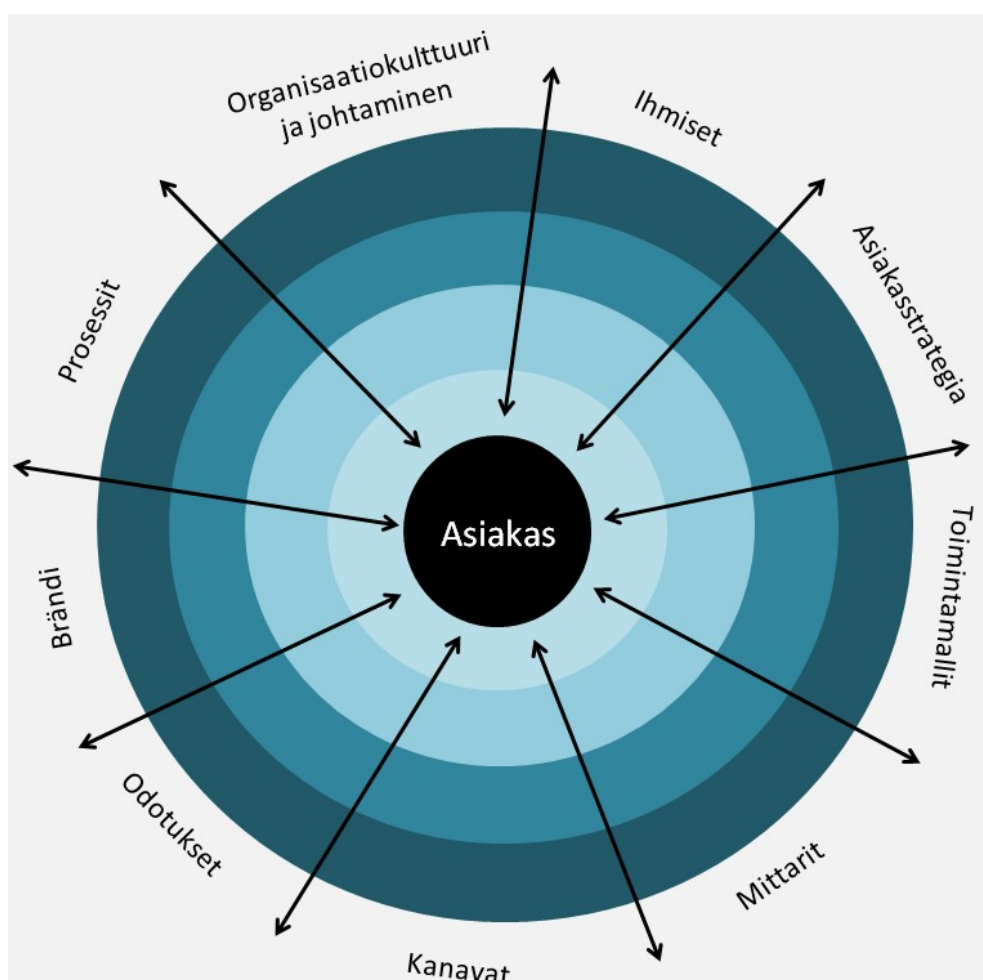 Organisaatiokulttuuri
ja johtaminen
Ihmiset
Asiakasstrategia
Toimintamallit
Mittarit
Kanavat
Odotukset
Brändi
Prosessit
Asiakas